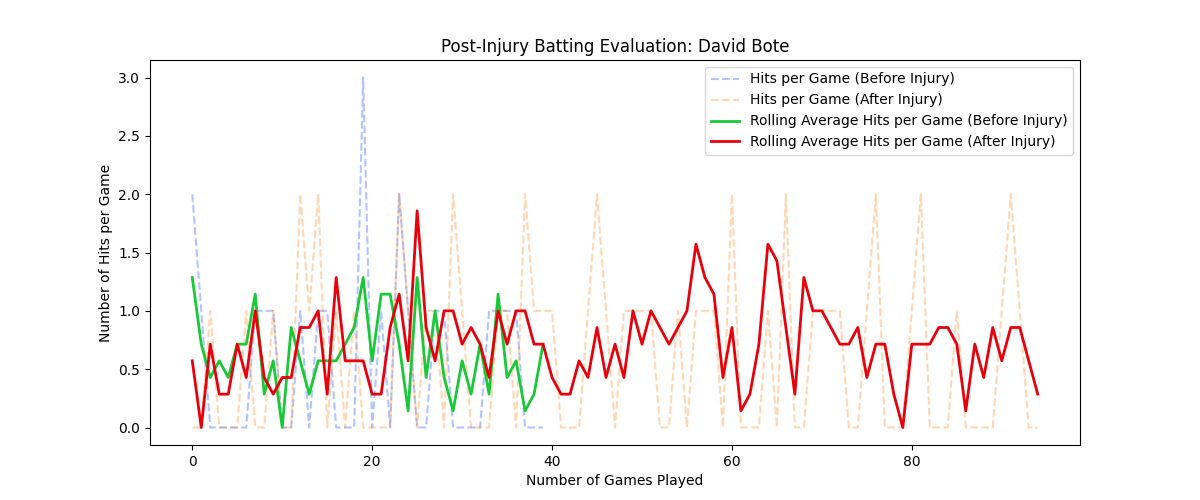 Post-Injury Batting Evaluation: David Bote
Hits per Game (Before Injury)
Hits per Game (After Injury)
Rolling Average Hits per Game (Before Injury)
Rolling Average Hits per Game (After Injury)
Number of Hits per Game
3.0
2.5
2.0
1.5
1.0
0.5
0.0
0 20 40 60 80
Number of Games Played